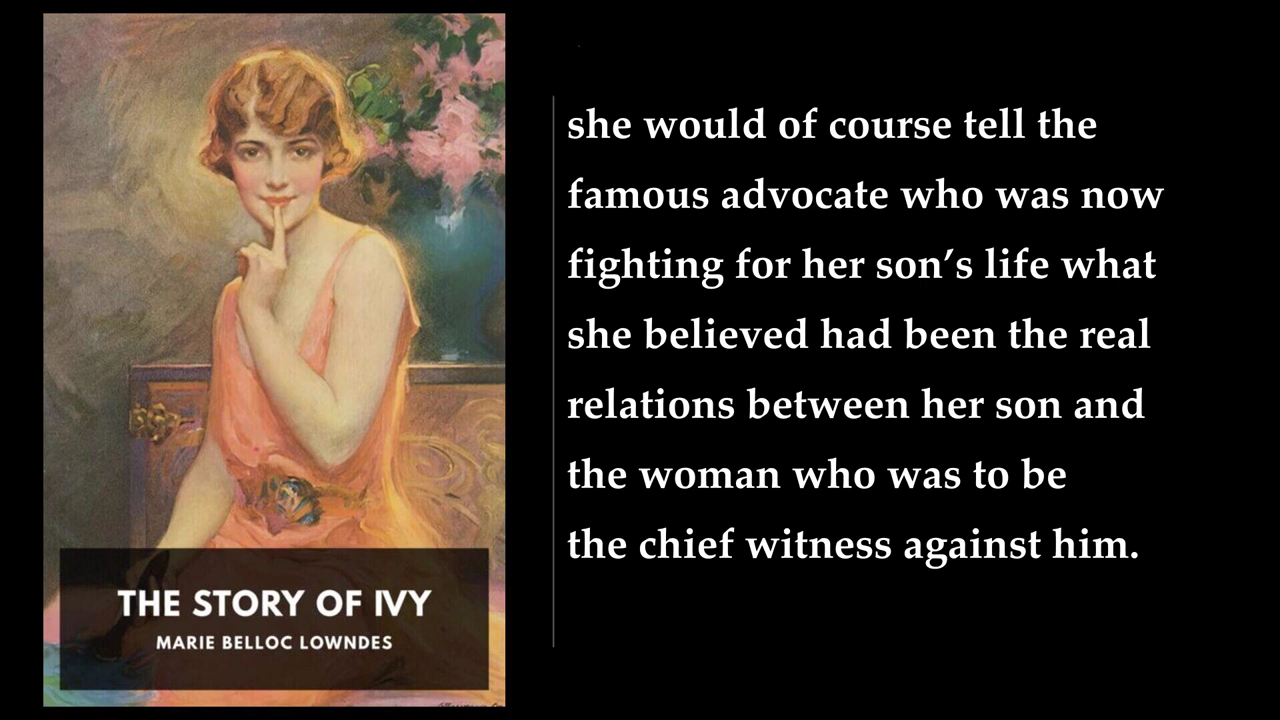 THE STORY OF IVY
MARIE BELLOC LOWNDES
she would of course tell the
famous advocate who was now
fighting for her son’s life what
she believed had been the real
relations between her son and
the woman who was to be
the chief witness against him.